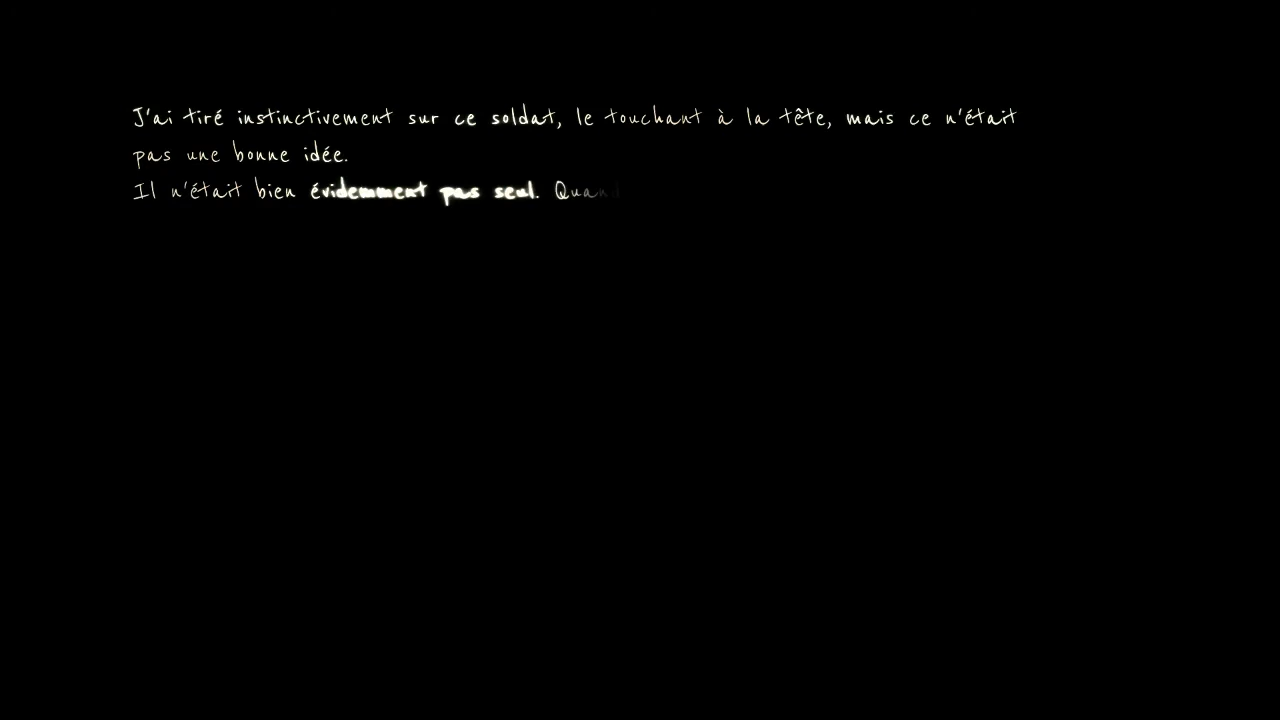 J'ai tiré instinctivement sur ce soldat, le touchant à la tête, mais ce n'était
pas une bonne idée.
Il n'était bien évidemment pas seul. Quand